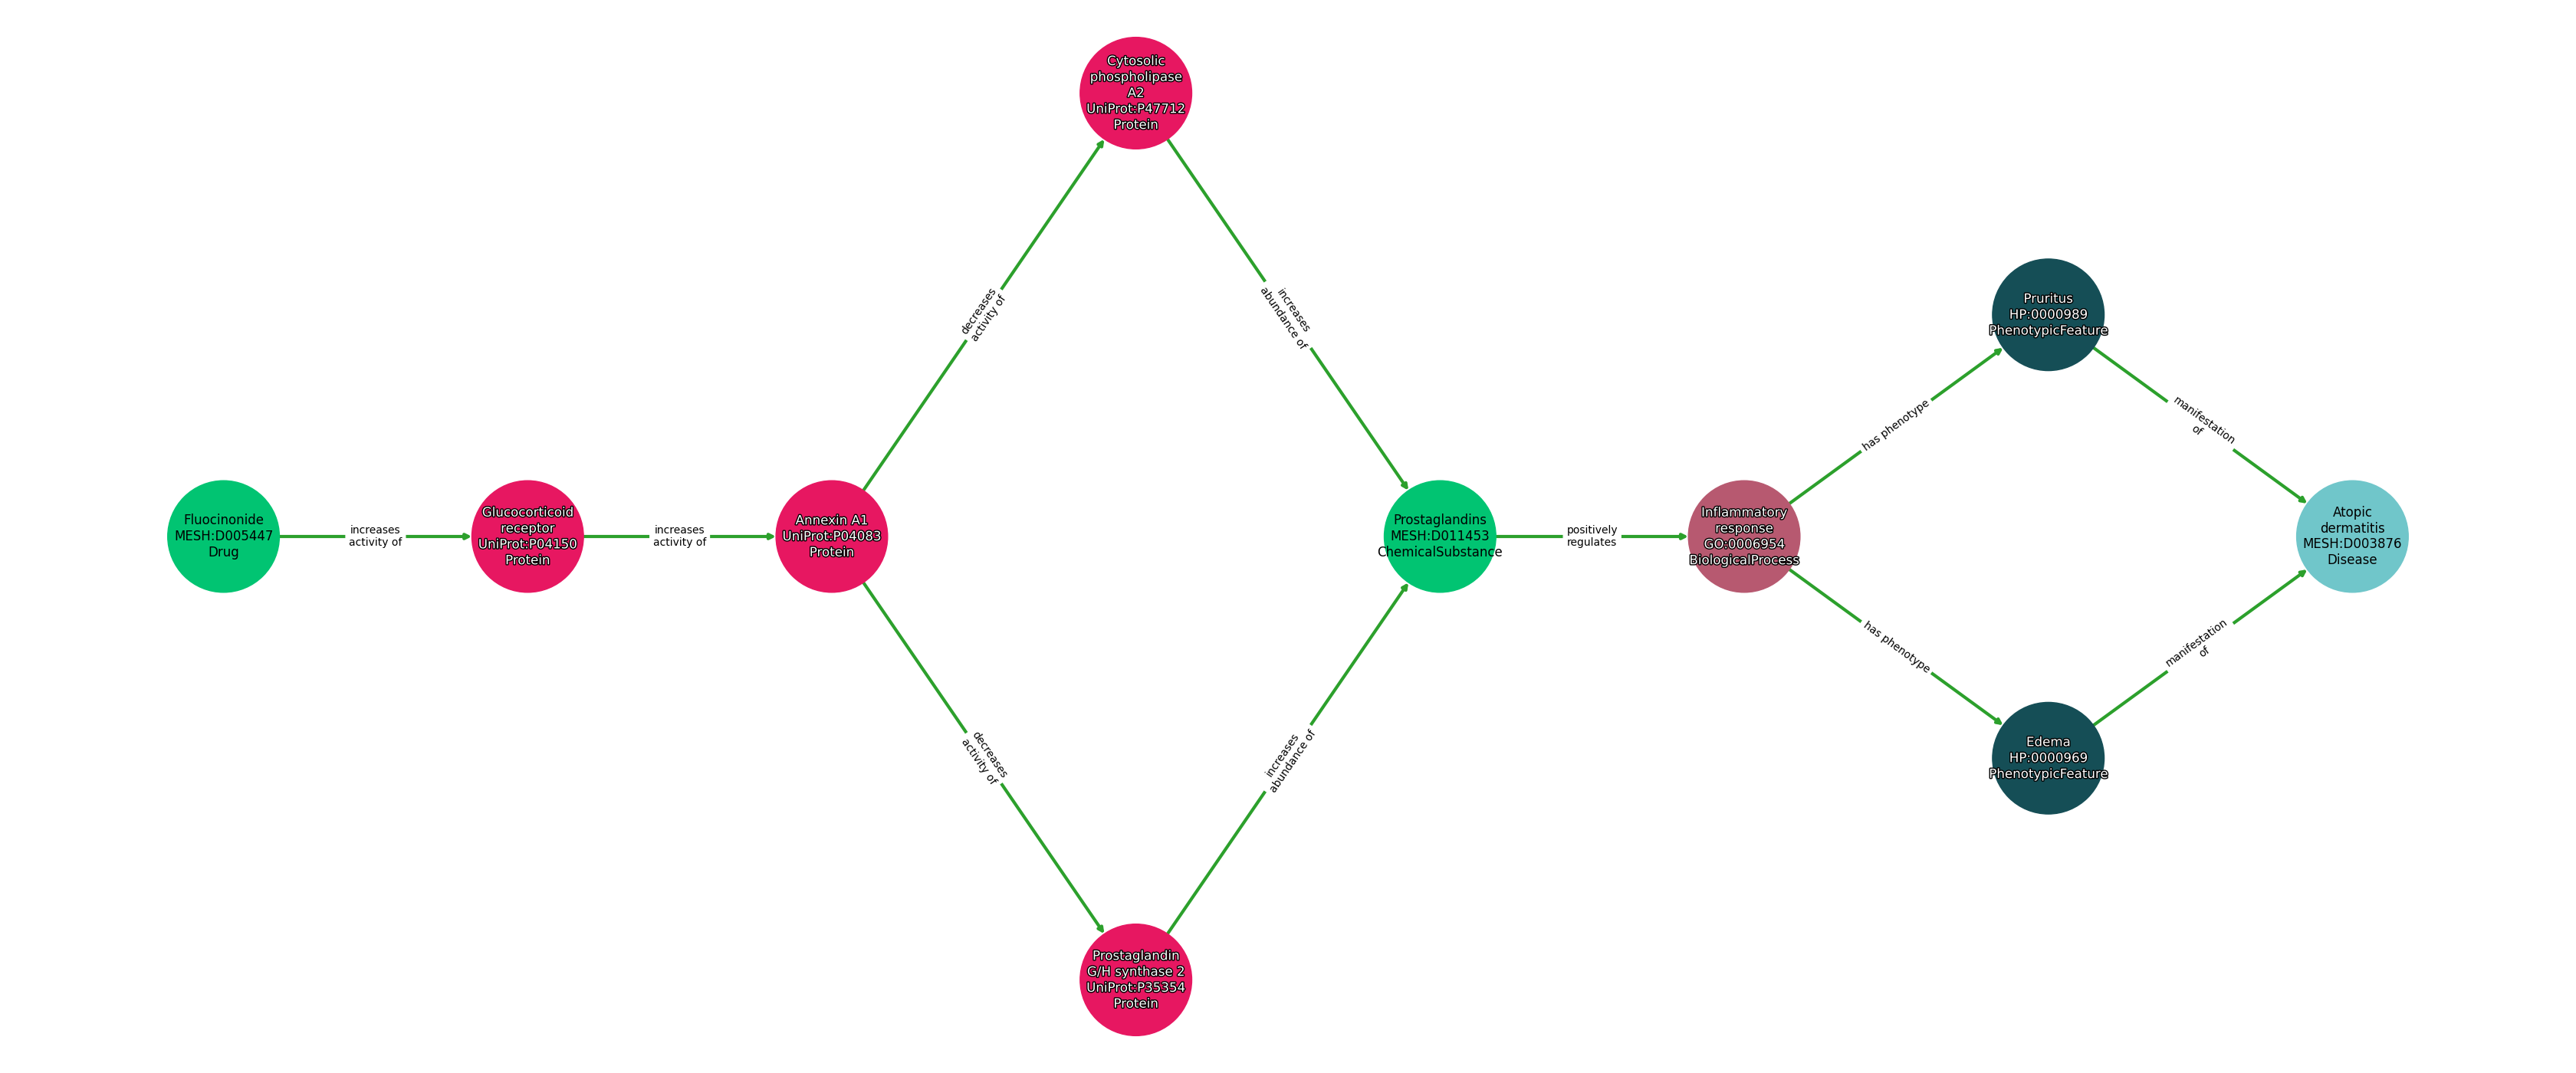 Cytosolic
phospholipase
A2
UniProt:P47712
Protein
decreases
activity of
increases
abundance of
Pruritus
HP:0000989
PhenotypicFeature
has phenotype
manifestation
of
Fluocinonide
MESH:D005447
Drug
increases
activity of
Glucocorticoid
receptor
UniProt:P04150
Protein
increases
activity of
Annexin A1
UniProt:P04083
Protein
Prostaglandins
MESH:D011453
ChemicalSubstance
positively
regulates
Inflammatory
response
GO:0006954
BiologicalProcess
Atopic
dermatitis
MESH:D003876
Disease
has phenotype
manifestation
of
Edema
HP:0000969
PhenotypicFeature
decreases
activity of
increases
abundance of
Prostaglandin
G/H synthase 2
UniProt:P35354
Protein